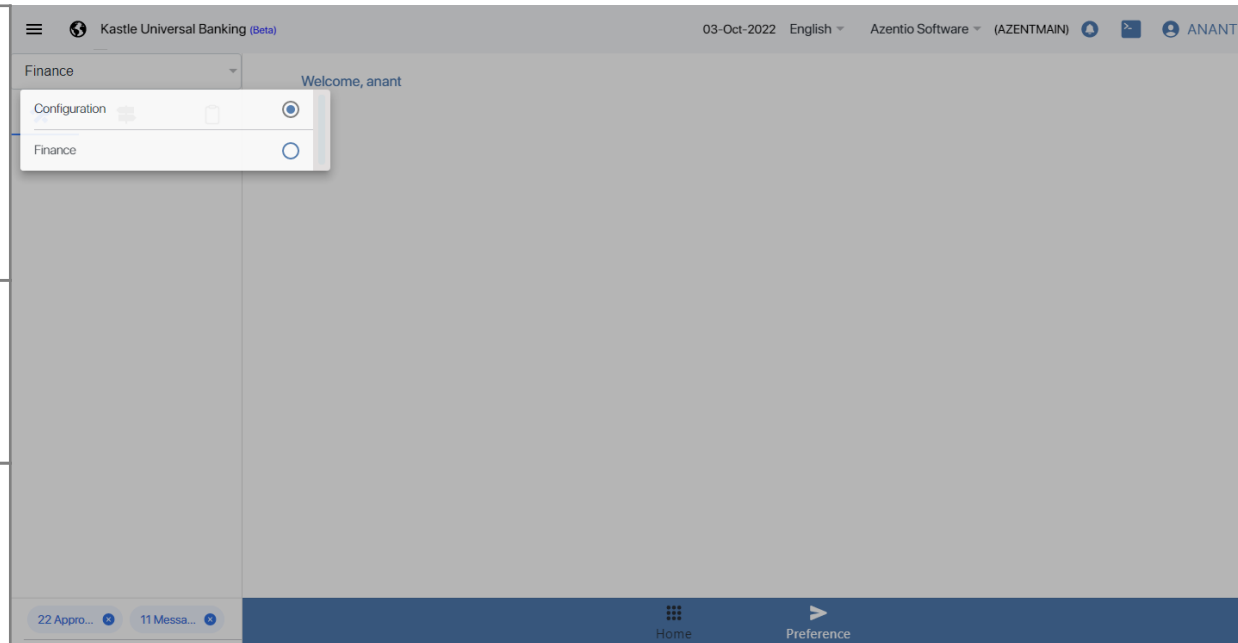 Kastle Universal Banking (Beta)
03-Oct-2022 English Azentio Software (AZENTMAIN) ANANT
Finance
Welcome, anant
Configuration
Finance
22 Appro... 11 Messa...
Home Preference